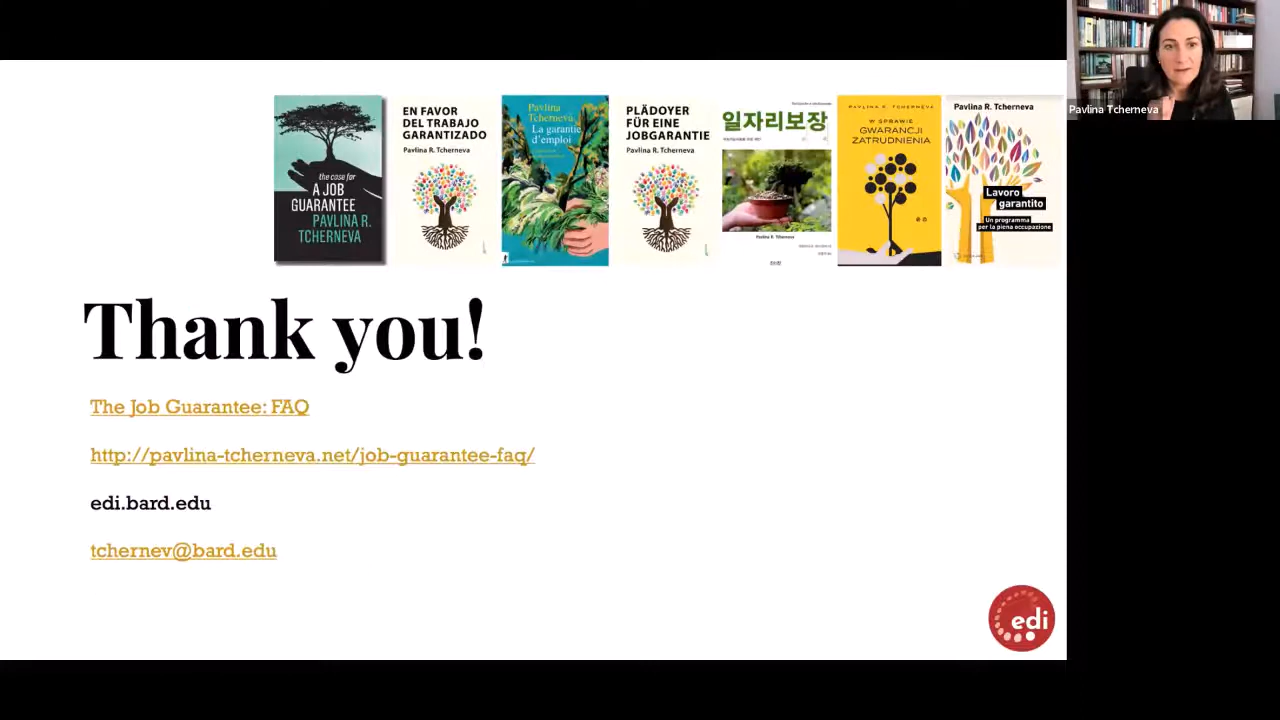 Pavlina Tcherneva
the case for
A JOB
GUARANTEE
PAVLINA R.
TCHERNEVA
EN FAVOR
DEL TRABAJO
GARANTIZADO
Pavlina R. Tcherneva
Pavlina
Tcherneva
La garantie
d'emploi
PLÄDOYER
FÜR EINE
JOBGARANTIE
Pavlina R. Tcherneva
일자리보장
Pavlina R. Tcherneva
PAVLINA R. TCHERNEVA
W SPRAWIE
GWARANCJI
ZATRUDNIENIA
Pavlina R. Tcherneva
Lavoro
garantito
Un programma
per la piena occupazione
Thank you!
The Job Guarantee: FAQ
http://pavlina-tcherneva.net/job-guarantee-faq/
edi.bard.edu
tchernev@bard.edu
edi